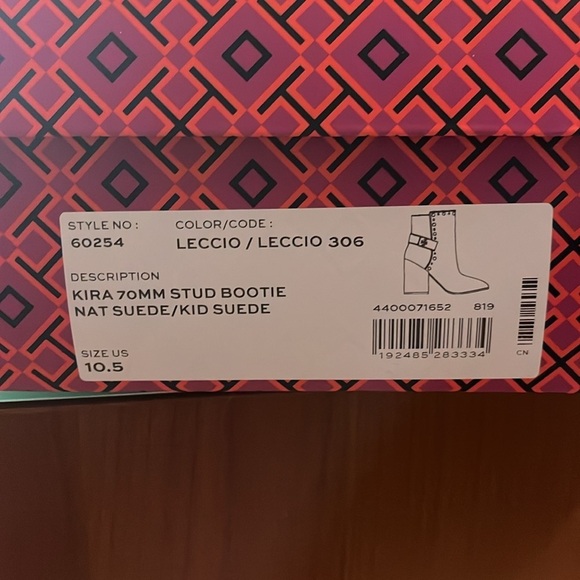 STYLE NO :
60254
COLOR/CODE :
LECCIO / LECCIO 306
DESCRIPTION
KIRA 70MM STUD BOOTIE
NAT SUEDE/KID SUEDE
SIZE US
10.5
4400071652 819
192485 283334
CN